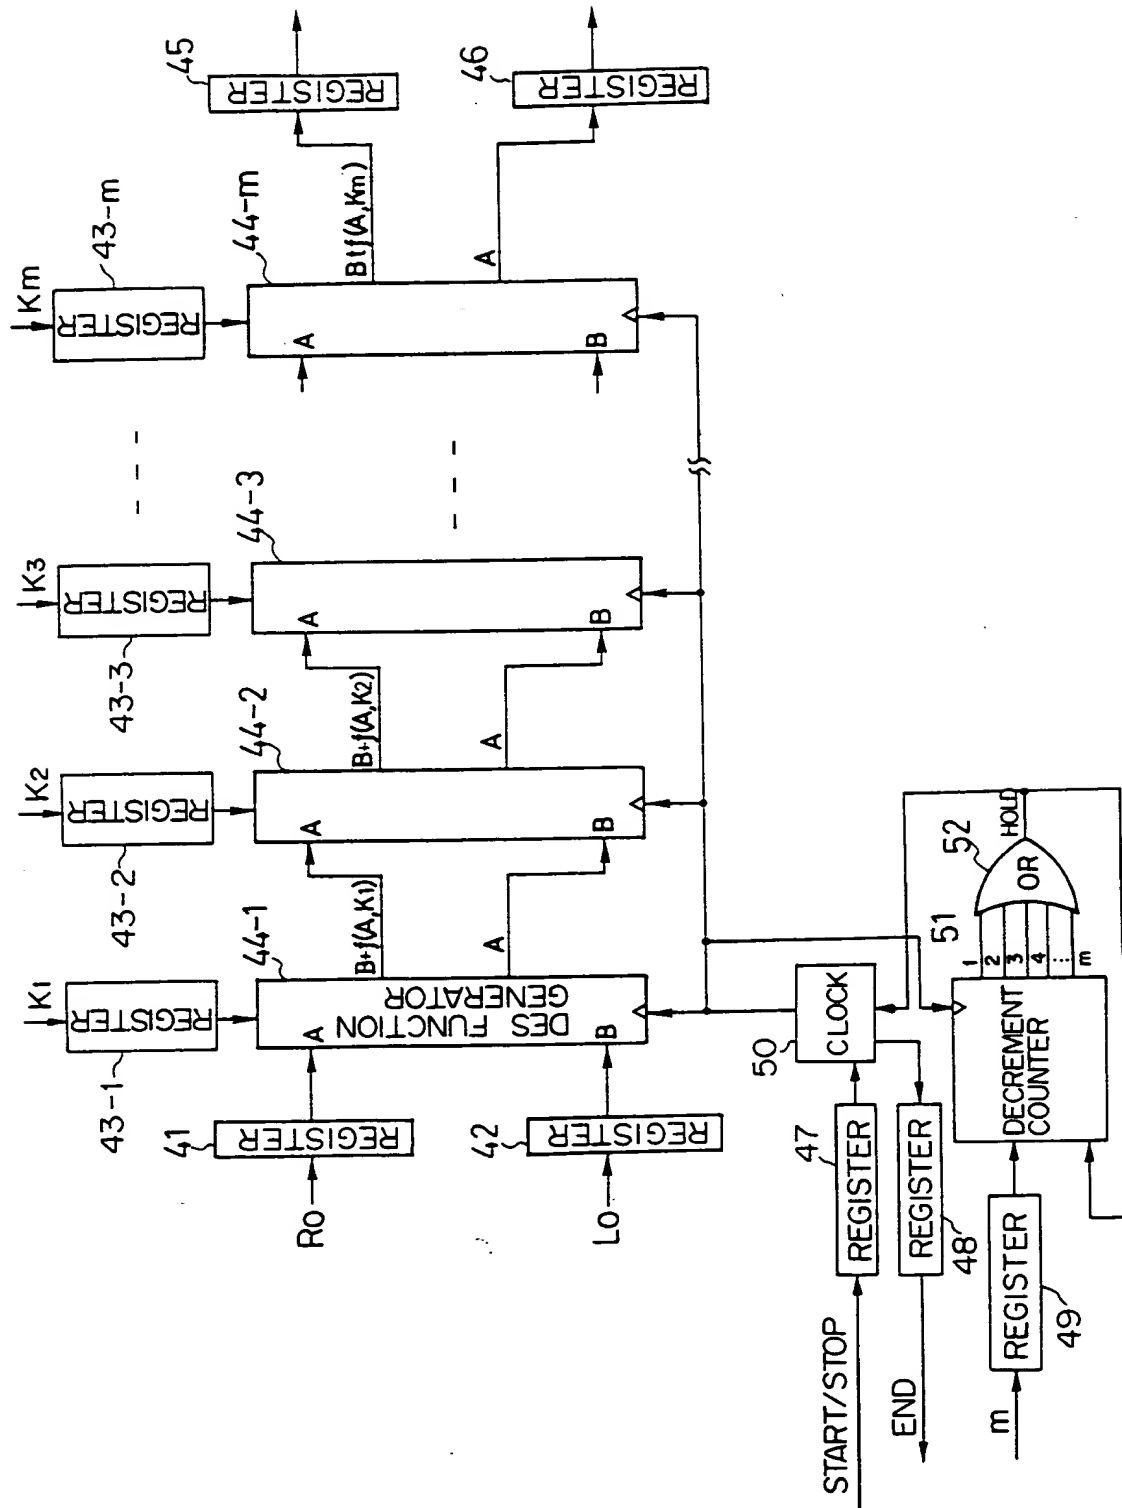 K1
REGISTER
43-1
K2
REGISTER
43-2
K3
REGISTER
43-3
Km
REGISTER
43-m
R0
REGISTER
41
L0
REGISTER
42
44-1
DES FUNCTION
GENERATOR
A
B
B+f(A,K1)
A
44-2
A
B
B+f(A,K2)
A
44-3
A
B
44-m
A
B
B+f(A,Km)
A
REGISTER
45
REGISTER
46
START/STOP
REGISTER
47
CLOCK
50
END
REGISTER
48
m
REGISTER
49
DECREMENT
COUNTER
51
1
2
3
4
...
m
OR
52
HOLD